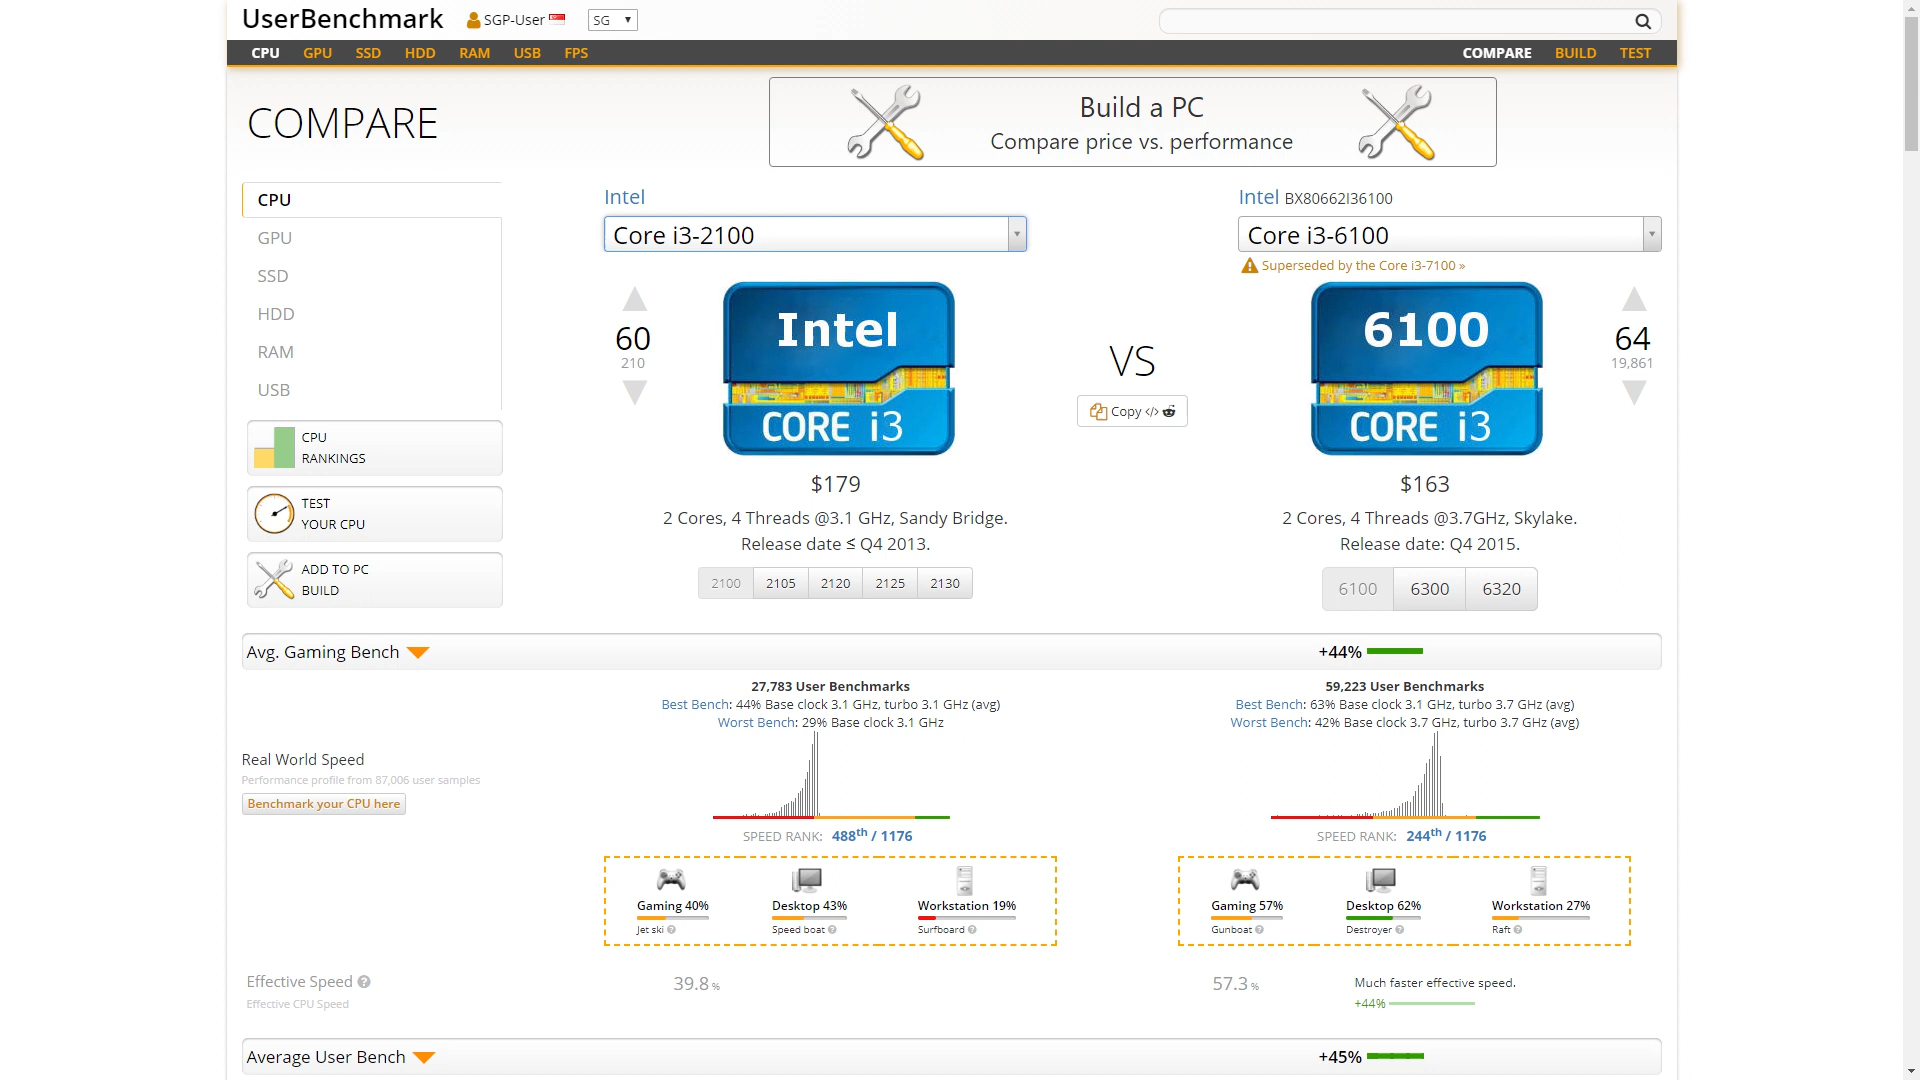 UserBenchmark SGP-User SG
CPU GPU SSD HDD RAM USB FPS COMPARE BUILD TEST
COMPARE
Build a PC
Compare price vs. performance
CPU
GPU
SSD
HDD
RAM
USB
CPU
RANKINGS
TEST
YOUR CPU
ADD TO PC
BUILD
Intel
Core i3-2100
60
210
Intel
CORE i3
$179
2 Cores, 4 Threads @3.1 GHz, Sandy Bridge.
Release date ≤ Q4 2013.
2100 2105 2120 2125 2130
VS
Copy </>
Intel BX80662I36100
Core i3-6100
Superseded by the Core i3-7100 »
6100
CORE i3
64
19,861
$163
2 Cores, 4 Threads @3.7GHz, Skylake.
Release date: Q4 2015.
6100 6300 6320
Avg. Gaming Bench +44%
Real World Speed
Performance profile from 87,006 user samples
Benchmark your CPU here
27,783 User Benchmarks
Best Bench: 44% Base clock 3.1 GHz, turbo 3.1 GHz (avg)
Worst Bench: 29% Base clock 3.1 GHz
SPEED RANK: 488th / 1176
Gaming 40% Desktop 43% Workstation 19%
Jet ski Speed boat Surfboard
59,223 User Benchmarks
Best Bench: 63% Base clock 3.1 GHz, turbo 3.7 GHz (avg)
Worst Bench: 42% Base clock 3.7 GHz, turbo 3.7 GHz (avg)
SPEED RANK: 244th / 1176
Gaming 57% Desktop 62% Workstation 27%
Gunboat Destroyer Raft
Effective Speed
Effective CPU Speed
39.8 %
57.3 %
Much faster effective speed.
+44%
Average User Bench +45%